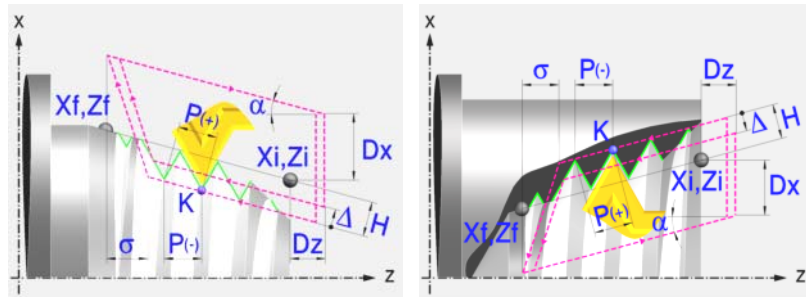 X
σ
P(-)
Dz
Xf,Zf
α
P(+)
K
Δ
H
Xi,Zi
Dx
K
Xi,Zi
Dx
Δ
H
Xf,Zf
P(+)
α
σ
P(-)
Dz
z
X
z